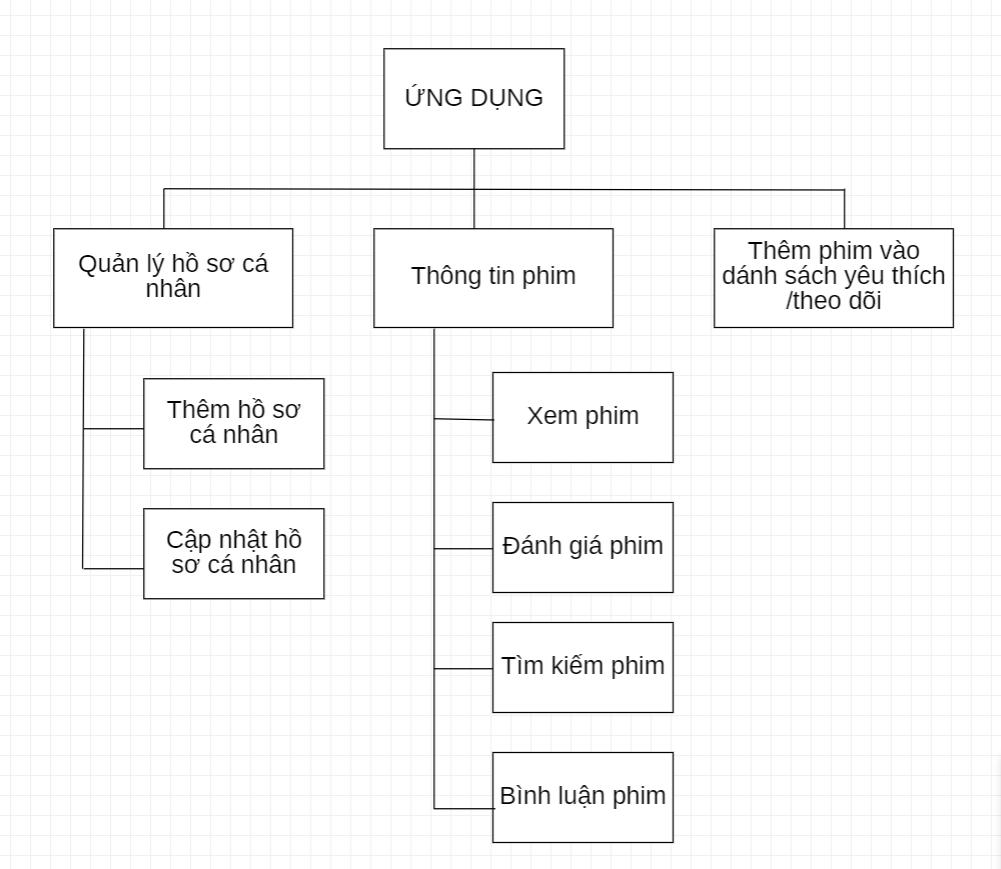 ỨNG DỤNG
Quản lý hồ sơ cá
nhân
Thông tin phim
Thêm phim vào
dánh sách yêu thích
/theo dõi
Thêm hồ sơ
cá nhân
Cập nhật hồ
sơ cá nhân
Xem phim
Đánh giá phim
Tìm kiếm phim
Bình luận phim